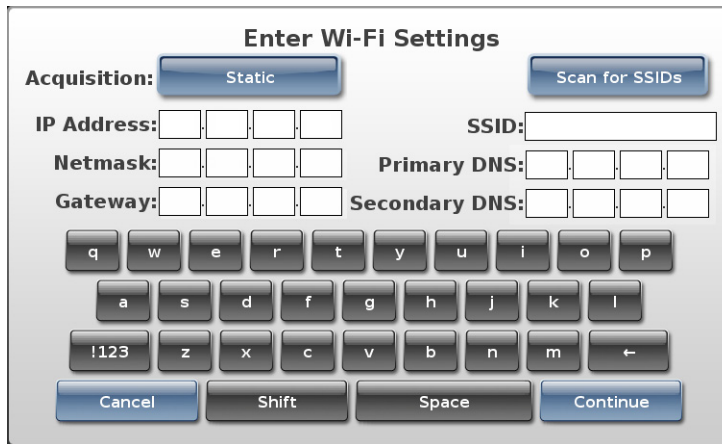 Enter Wi-Fi Settings
Acquisition: Static Scan for SSIDs
IP Address: . . . SSID:
Netmask: . . . Primary DNS: . . .
Gateway: . . . Secondary DNS: . . .
q w e r t y u i o p
a s d f g h j k l
!123 z x c v b n m ←
Cancel Shift Space Continue